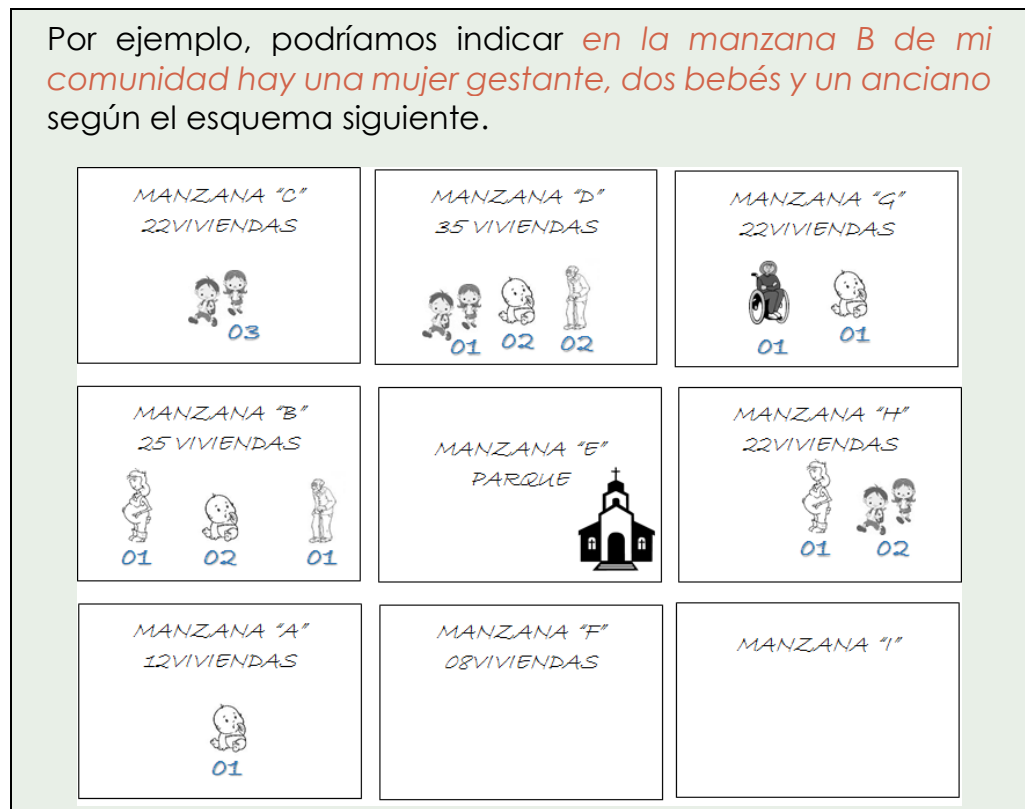 Por ejemplo, podríamos indicar en la manzana B de mi
comunidad hay una mujer gestante, dos bebés y un anciano
según el esquema siguiente.
MANZANA "C"
22VIVIENDAS
03
MANZANA "D"
35 VIVIENDAS
01 02 02
MANZANA "G"
22VIVIENDAS
01 01
MANZANA "B"
25 VIVIENDAS
01 02 01
MANZANA "E"
PARQUE
MANZANA "H"
22VIVIENDAS
01 02
MANZANA "A"
12VIVIENDAS
01
MANZANA "F"
08VIVIENDAS
MANZANA "I"